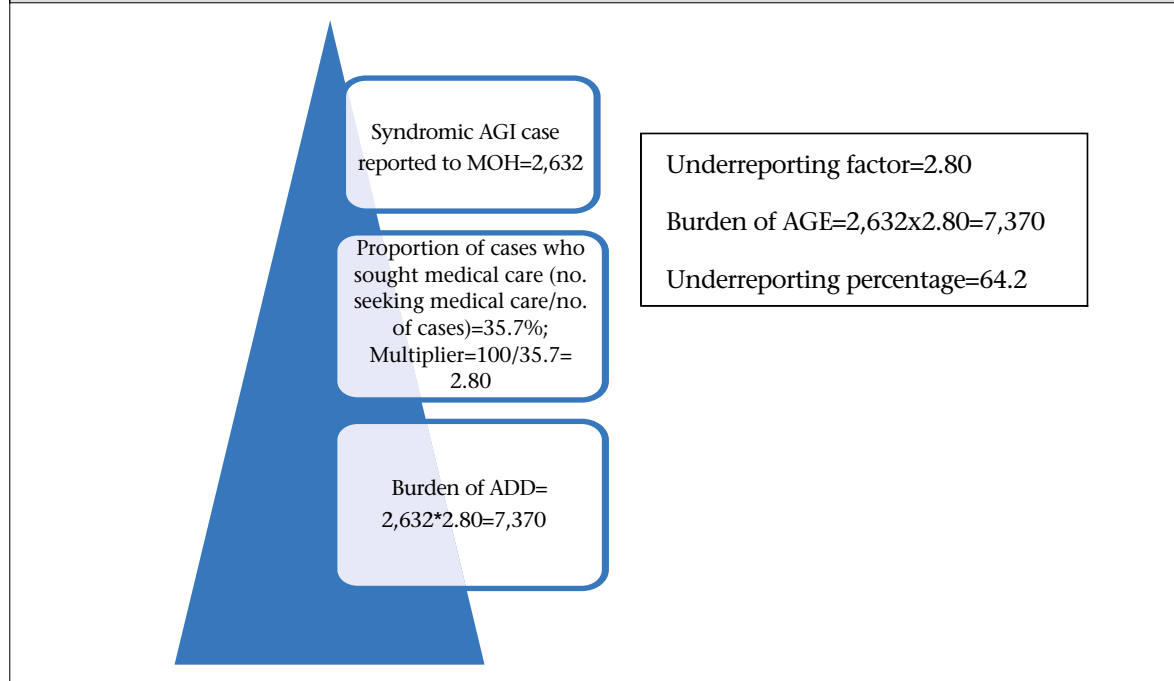 Syndromic AGI case
reported to MOH=2,632
Proportion of cases who
sought medical care (no.
seeking medical care/no.
of cases)=35.7%;
Multiplier=100/35.7=
2.80
Burden of ADD=
2,632*2.80=7,370
Underreporting factor=2.80
Burden of AGE=2,632x2.80=7,370
Underreporting percentage=64.2